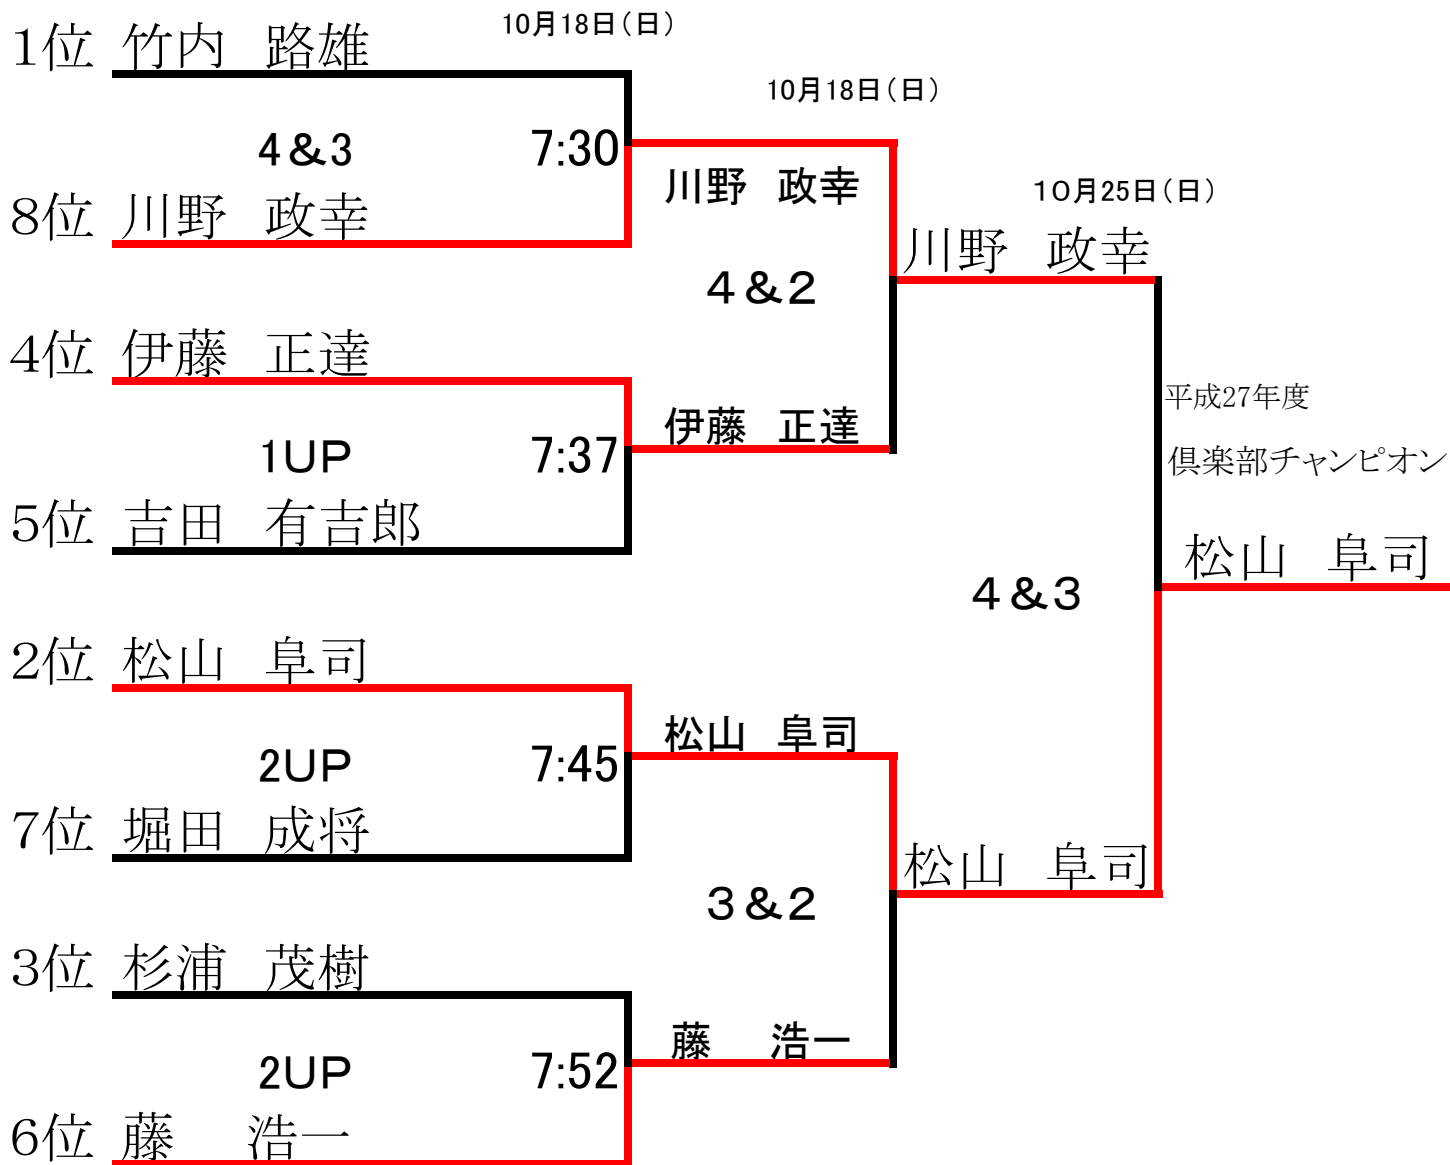 1位 竹内 路雄
10月18日(日)
10月18日(日)
4&3 7:30
川野 政幸
10月25日(日)
8位 川野 政幸
川野 政幸
4&2
4位 伊藤 正達
平成27年度
伊藤 正達
1UP 7:37
倶楽部チャンピオン
5位 吉田 有吉郎
松山 阜司
4&3
2位 松山 阜司
松山 阜司
2UP 7:45
7位 堀田 成将
松山 阜司
3&2
3位 杉浦 茂樹
藤 浩一
2UP 7:52
6位 藤 浩一